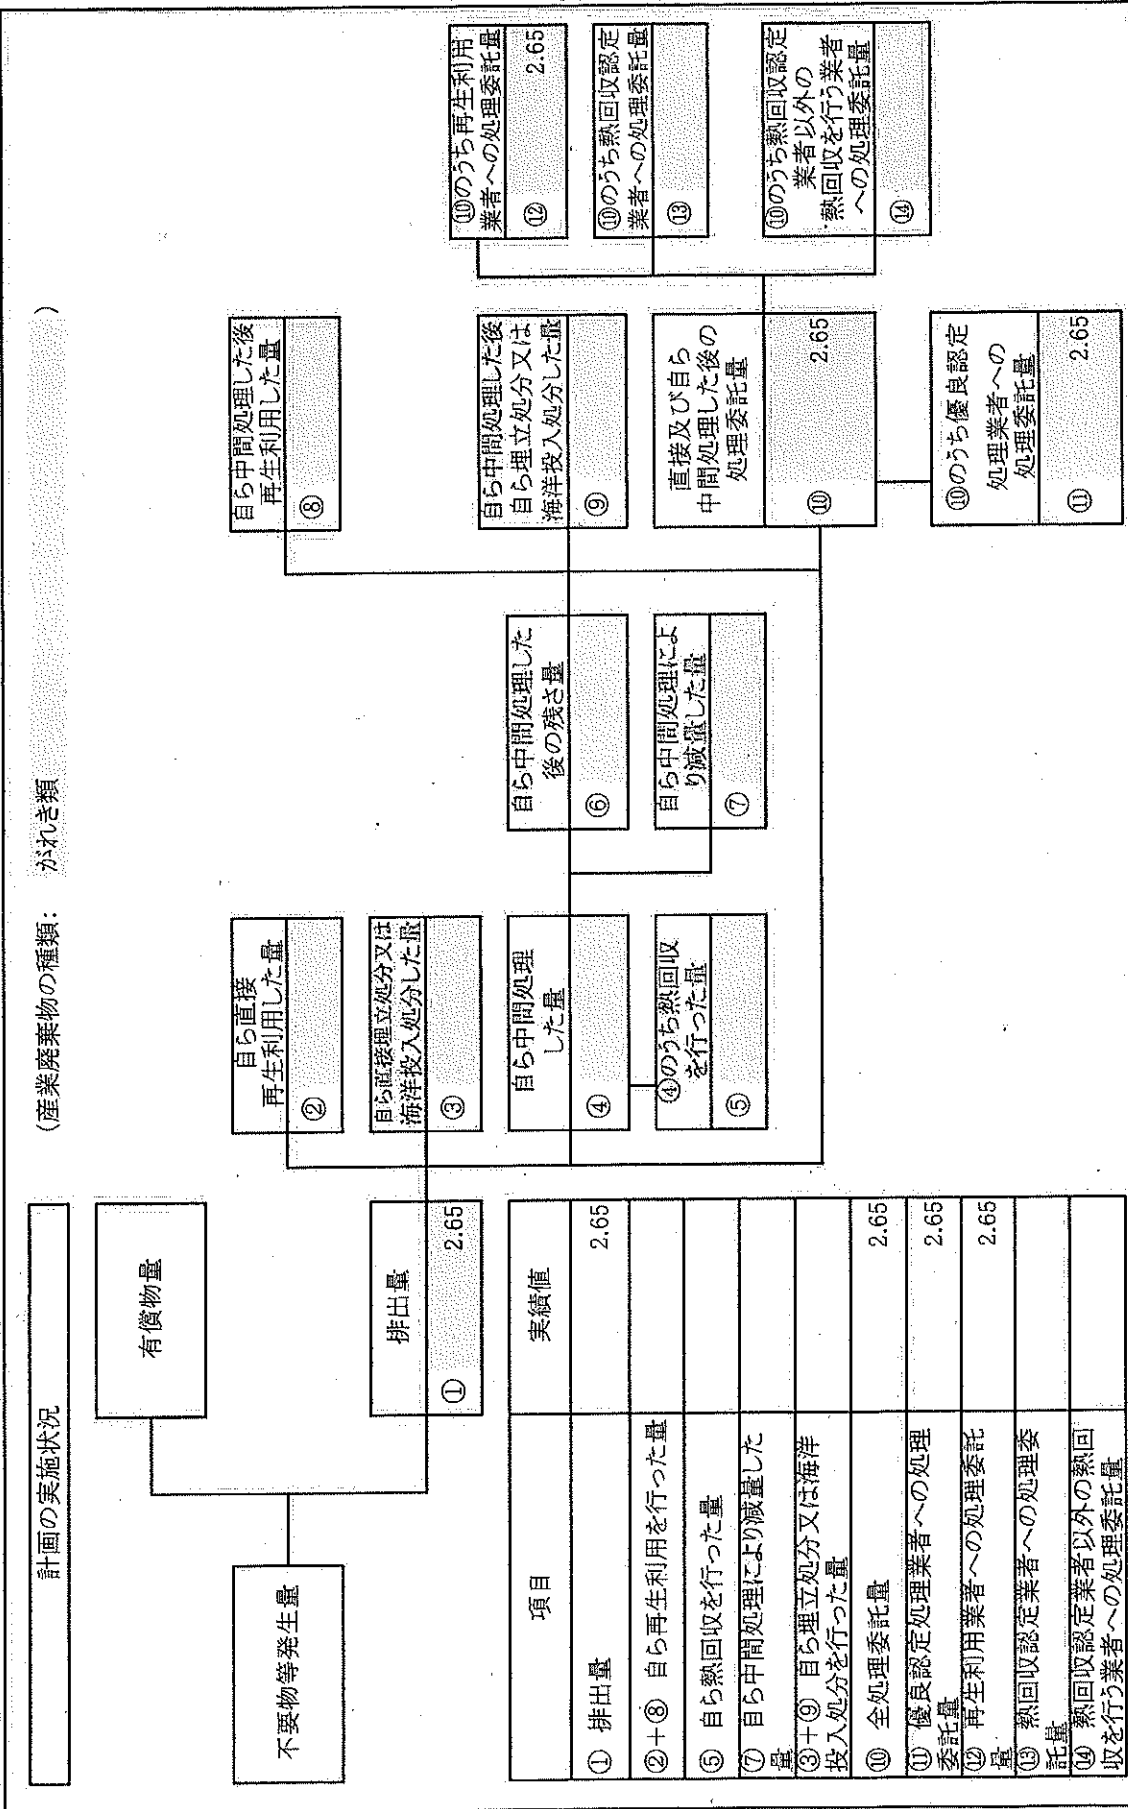 計画の実施状況
(産業廃棄物の種類: がれき類 )
不要物等発生量
有償物量
排出量
① 2.65
自ら直接
再生利用した量
②
自ら直接埋立処分又は
海洋投入処分した量
③
自ら中間処理
した量
④
④のうち熱回収
を行った量
⑤
自ら中間処理した
後の残さ量
⑥
自ら中間処理によ
り減量した量
⑦
自ら中間処理した後
再生利用した量
⑧
自ら中間処理した後
自ら埋立処分又は
海洋投入処分した量
⑨
直接及び自ら
中間処理した後の
処理委託量
⑩ 2.65
⑩のうち優良認定
処理業者への
処理委託量
⑪ 2.65
⑩のうち再生利用
業者への処理委託量
⑫ 2.65
⑩のうち熱回収認定
業者への処理委託量
⑬
⑩のうち熱回収認定
業者以外の
熱回収を行う業者
への処理委託量
⑭
項目 実績値
① 排出量 2.65
②+⑧ 自ら再生利用を行った量
⑤ 自ら熱回収を行った量
⑦ 自ら中間処理により減量した
量
③+⑨ 自ら埋立処分又は海洋
投入処分を行った量
⑩ 全処理委託量 2.65
⑪ 優良認定処理業者への処理
委託量 2.65
⑫ 再生利用業者への処理委託
量 2.65
⑬ 熱回収認定業者への処理委
託量
⑭ 熱回収認定業者以外の熱回
収を行う業者への処理委託量